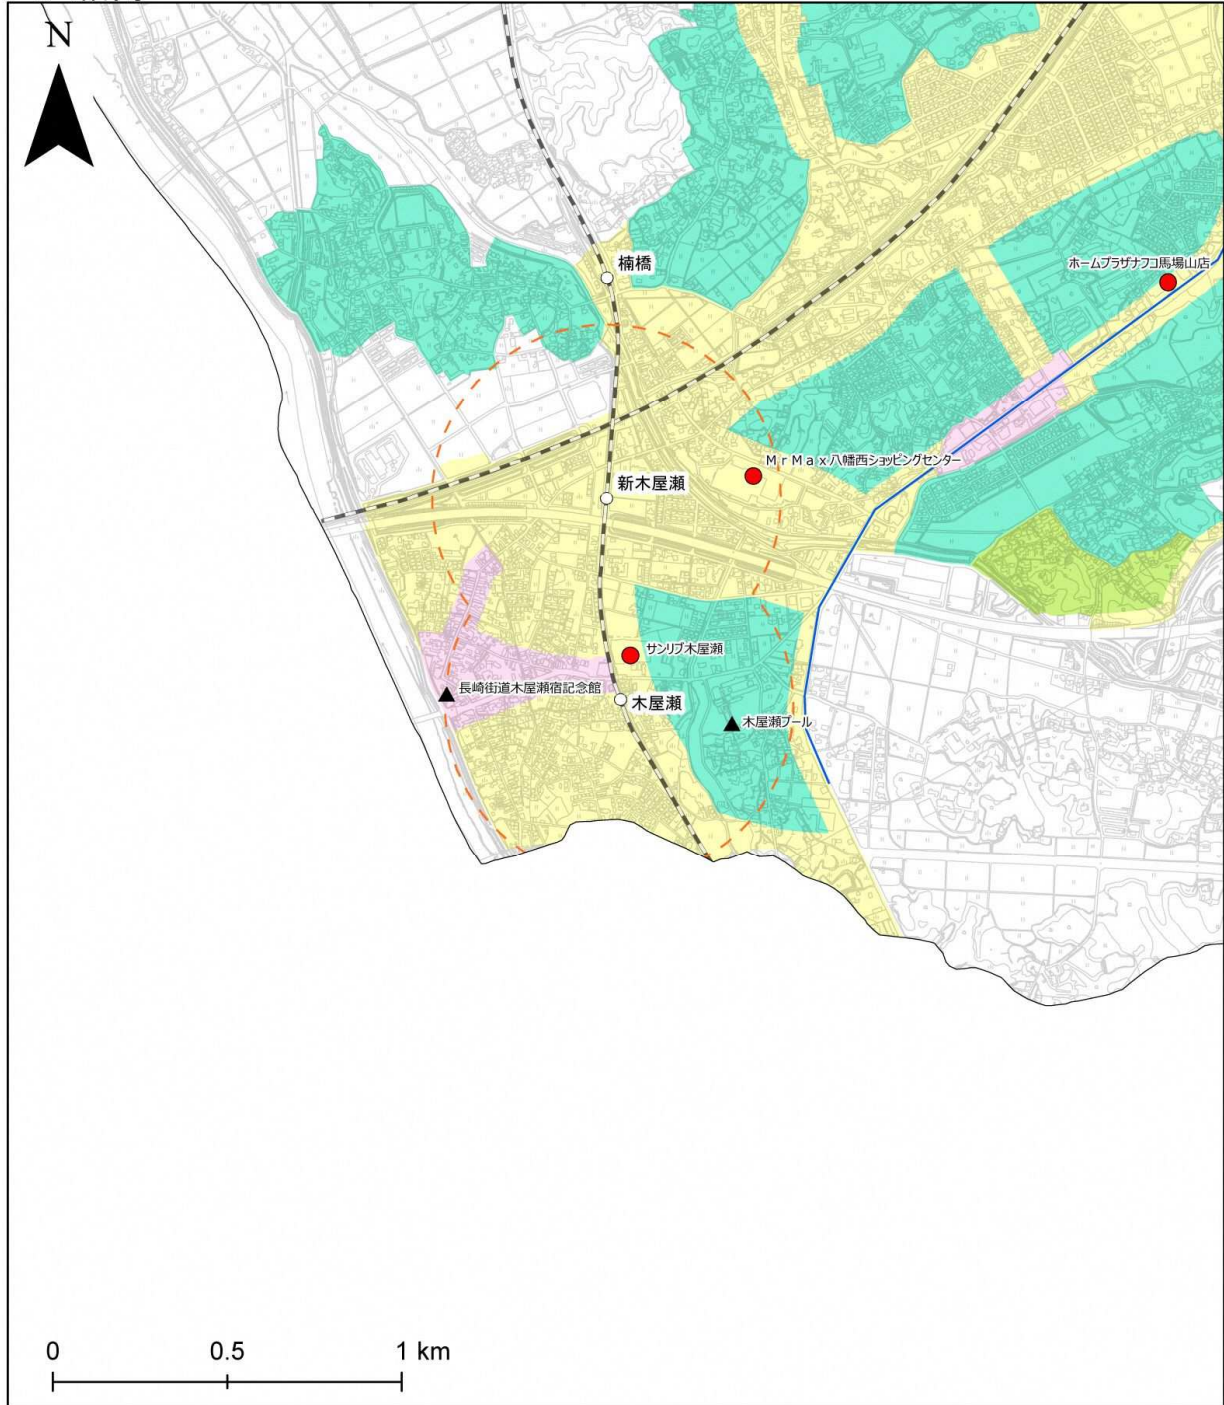 N
楠橋
ホームプラザナフコ馬場山店
ＭｒＭａｘ八幡西ショッピングセンター
新木屋瀬
サンリブ木屋瀬
長崎街道木屋瀬宿記念館
木屋瀬
木屋瀬プール
0 0.5 1 km